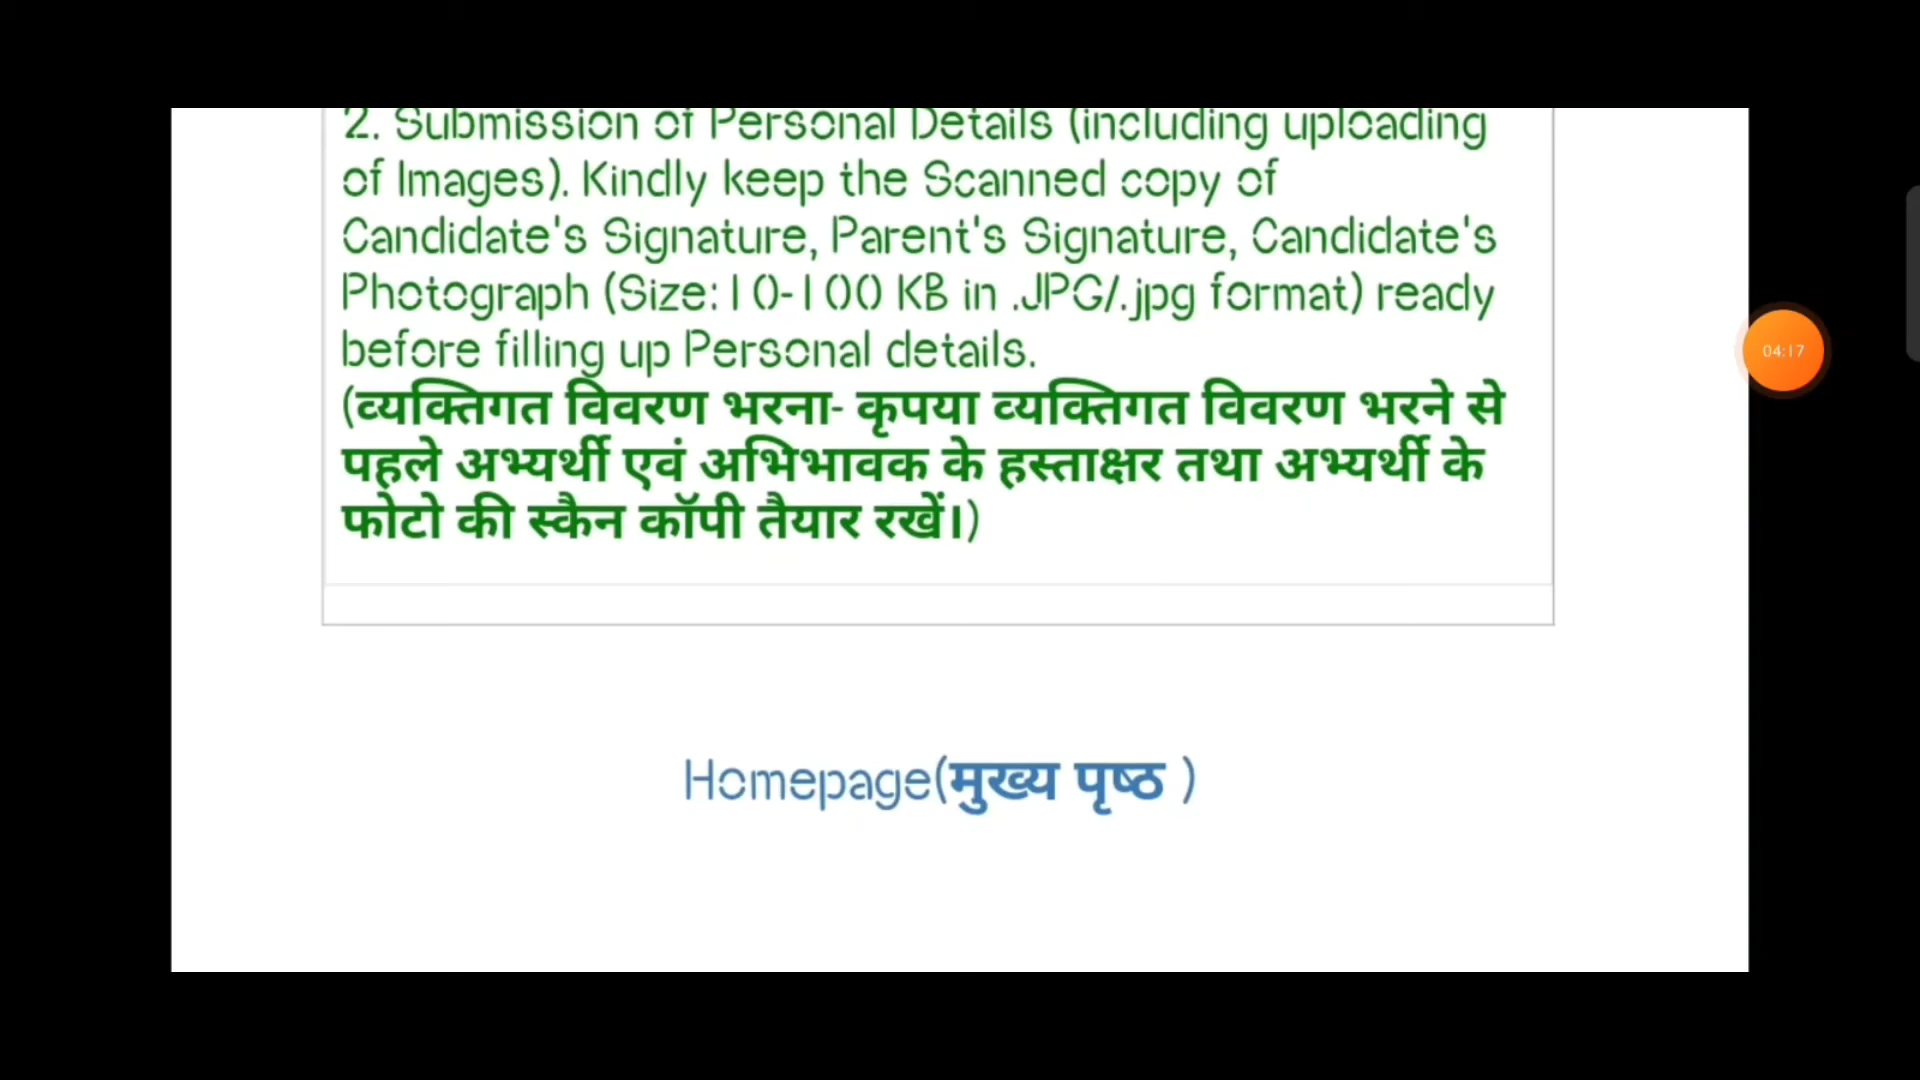 2. Submission of Personal Details (including uploading
of Images). Kindly keep the Scanned copy of
Candidate's Signature, Parent's Signature, Candidate's
Photograph (Size:10-100 KB in .JPG/.jpg format) ready
before filling up Personal details.
(व्यक्तिगत विवरण भरना- कृपया व्यक्तिगत विवरण भरने से
पहले अभ्यर्थी एवं अभिभावक के हस्ताक्षर तथा अभ्यर्थी के
फोटो की स्कैन कॉपी तैयार रखें।)
Homepage(मुख्य पृष्ठ )
04:17